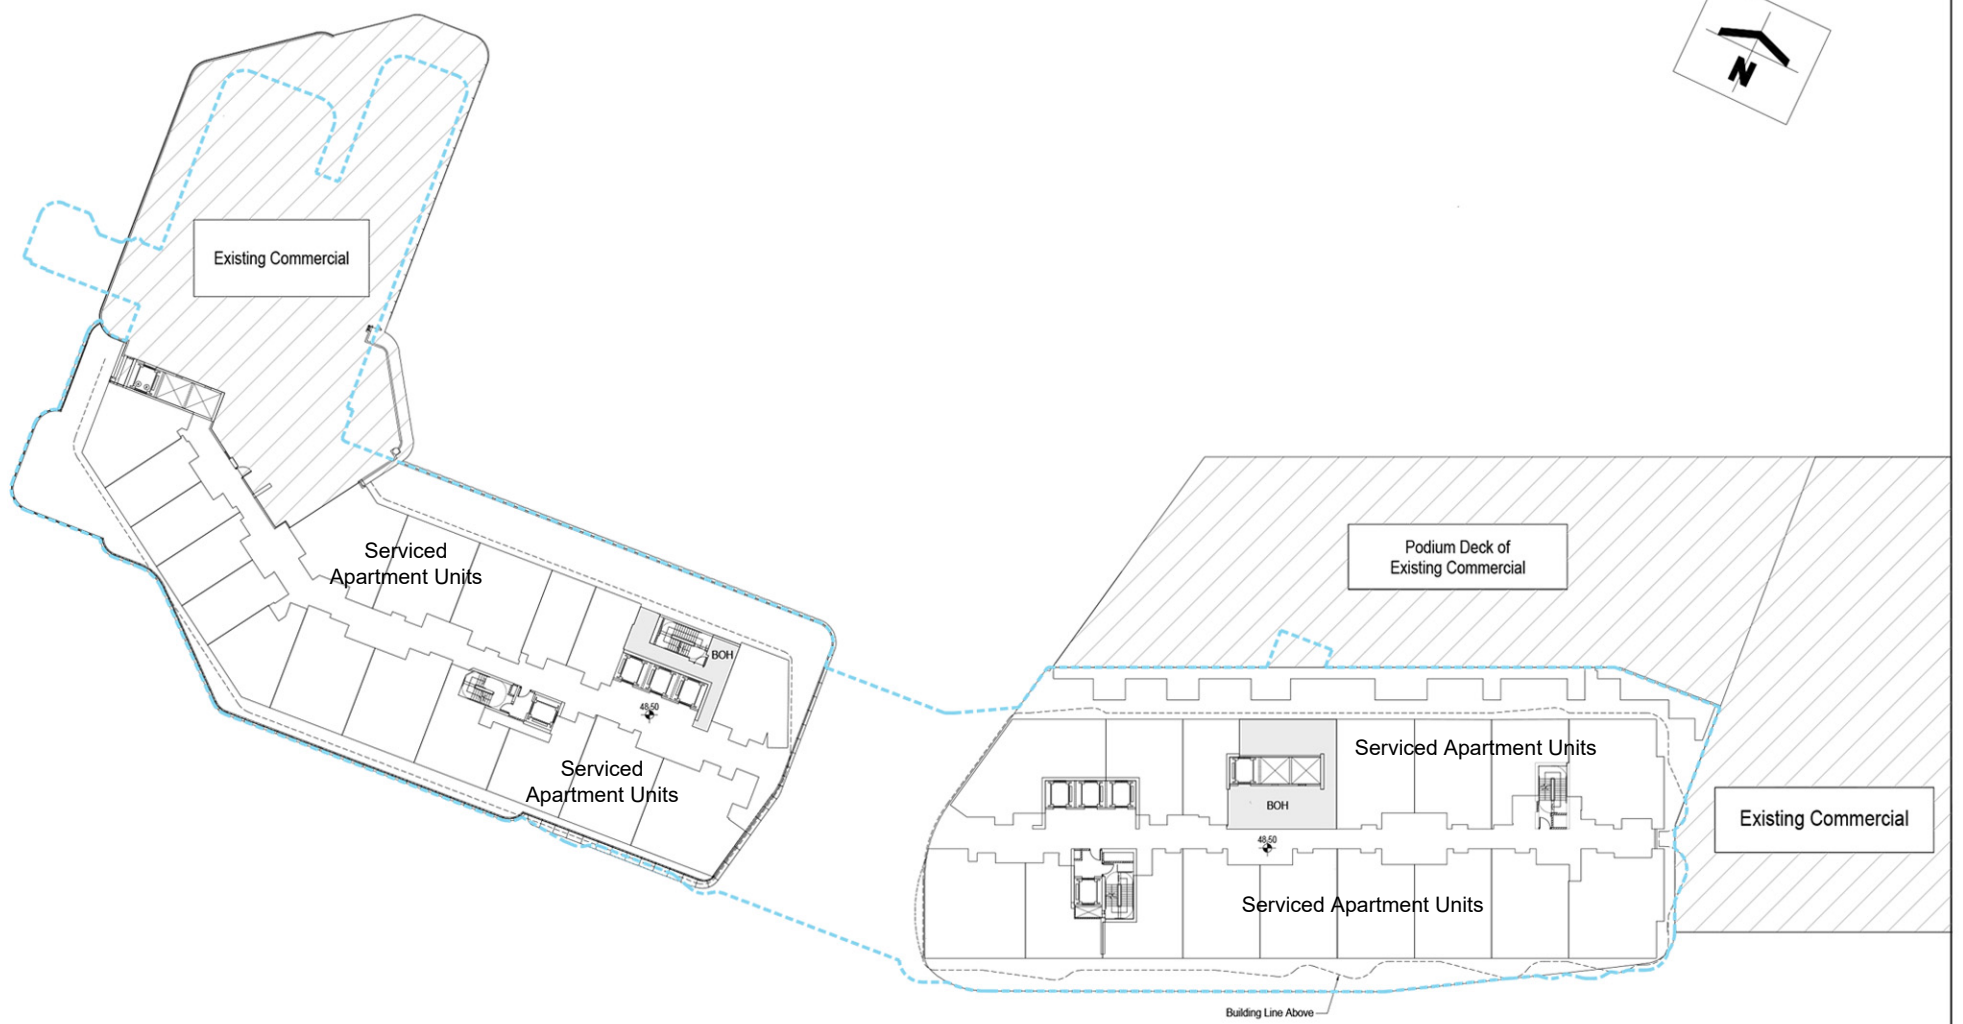 N
Existing Commercial
Podium Deck of
Existing Commercial
Serviced
Apartment Units
BOH
48.50
Serviced Apartment Units
Serviced
Apartment Units
BOH
Existing Commercial
48.50
Serviced Apartment Units
Building Line Above